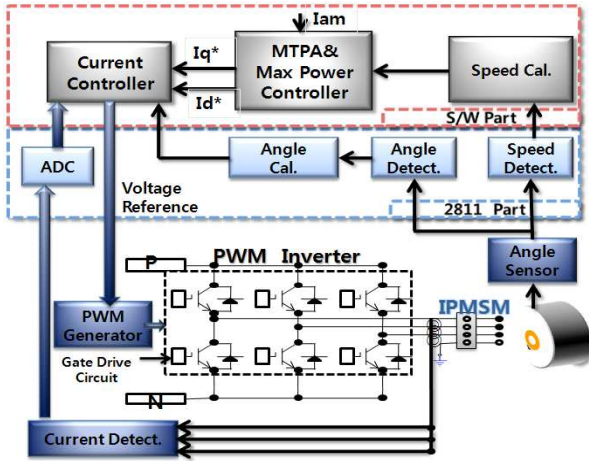 Iam
Current
Controller
Iq*
Id*
MTPA&
Max Power
Controller
Speed Cal.
S/W Part
ADC
Angle
Cal.
Angle
Detect.
Speed
Detect.
Voltage
Reference
2811 Part
P
PWM Inverter
Angle
Sensor
PWM
Generator
IPMSM
Gate Drive
Circuit
N
Current Detect.